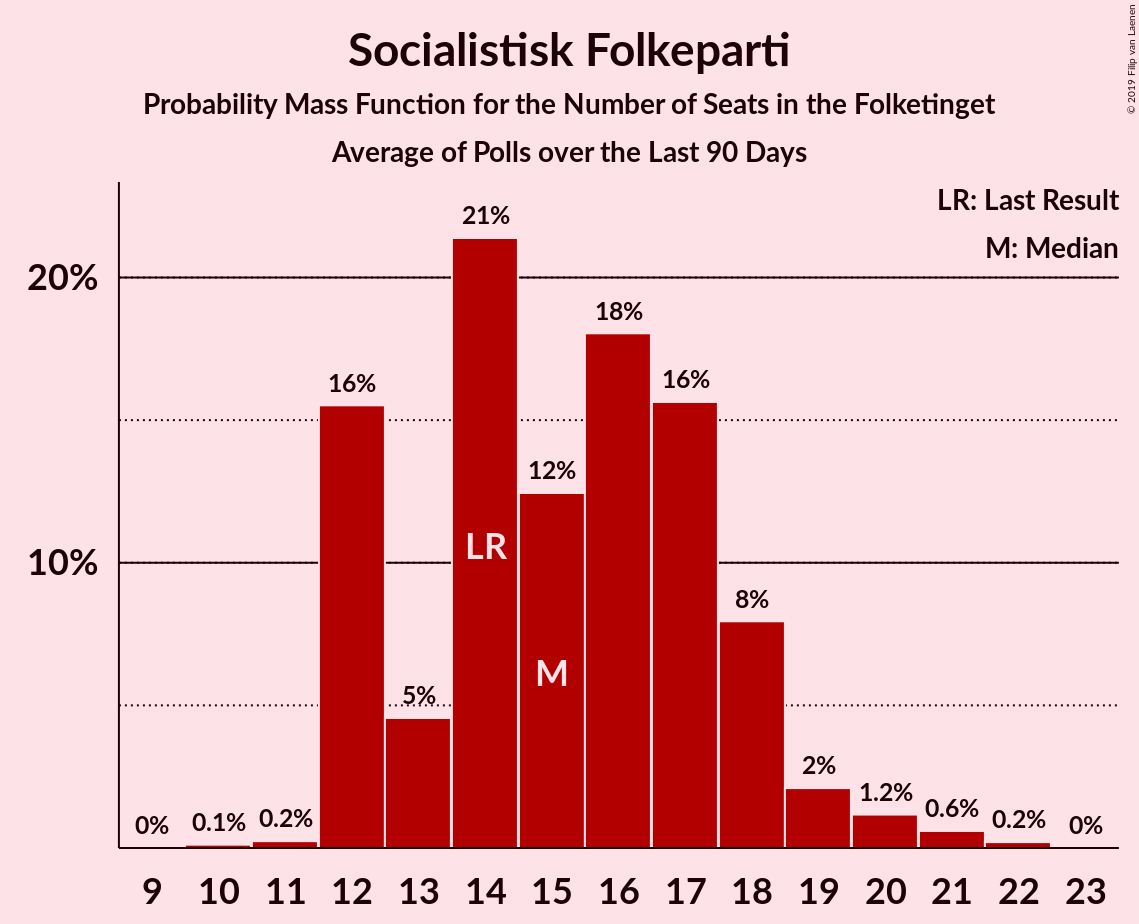 Socialistisk Folkeparti
Probability Mass Function for the Number of Seats in the Folketinget
Average of Polls over the Last 90 Days
© 2019 Filip van Laenen
LR: Last Result
M: Median
20%
10%
0%
0.1%
0.2%
16%
5%
21%
12%
18%
16%
8%
2%
1.2%
0.6%
0.2%
0%
LR
M
9 10 11 12 13 14 15 16 17 18 19 20 21 22 23